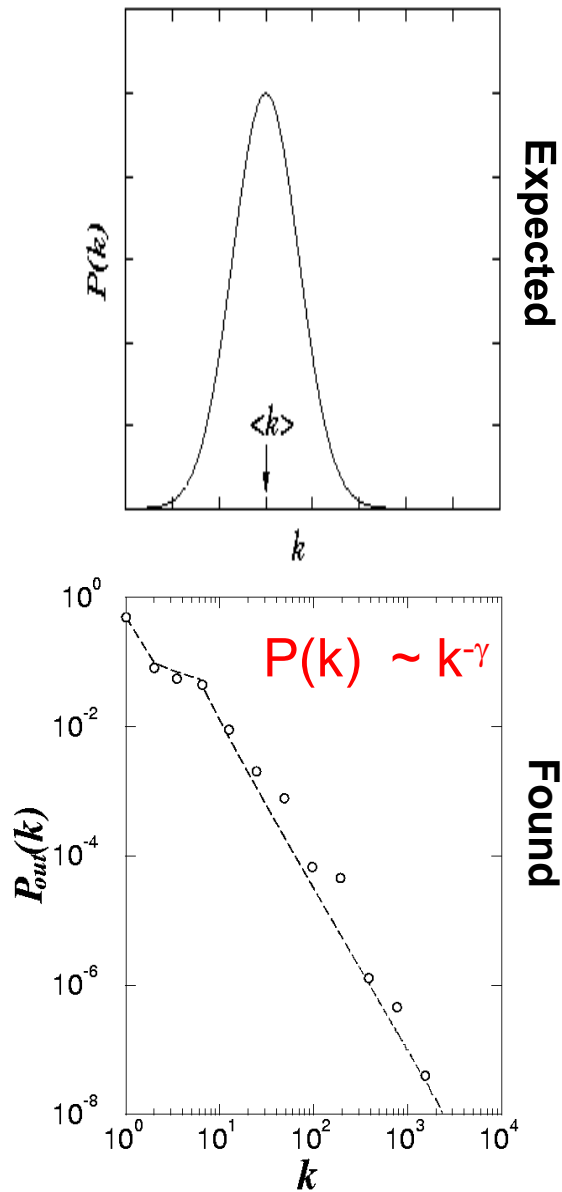 P(k)
<k>
k
Expected
10⁰
10⁻²
10⁻⁴
10⁻⁶
10⁻⁸
P(k) ~ k⁻ᵞ
Pout(k)
10⁰ 10¹ 10² 10³ 10⁴
k
Found